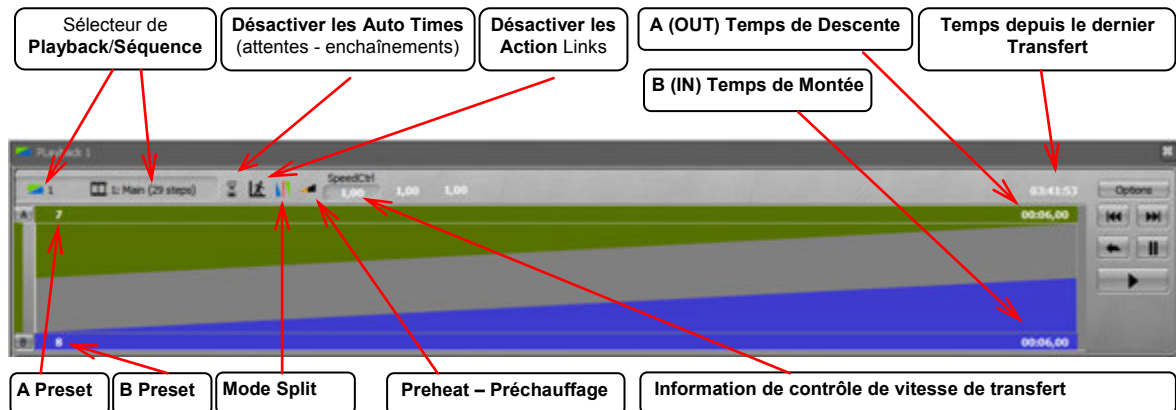 Sélecteur de
Playback/Séquence
Désactiver les Auto Times
(attentes - enchaînements)
Désactiver les
Action Links
A (OUT) Temps de Descente
B (IN) Temps de Montée
Temps depuis le dernier
Transfert
PLayback 1
1
1: Main (29 steps)
SpeedCtrl
1,00 1,00 1,00
03:41:53
Options
A 7 00:06,00
B 8 00:06,00
A Preset
B Preset
Mode Split
Preheat – Préchauffage
Information de contrôle de vitesse de transfert